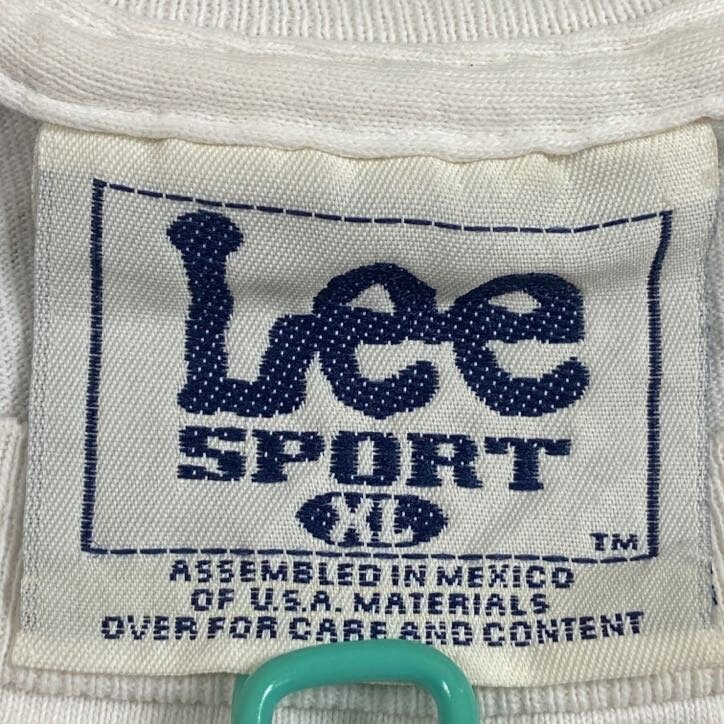 Lee
SPORT
XL
TM
ASSEMBLED IN MEXICO
OF U.S.A. MATERIALS
OVER FOR CARE AND CONTENT